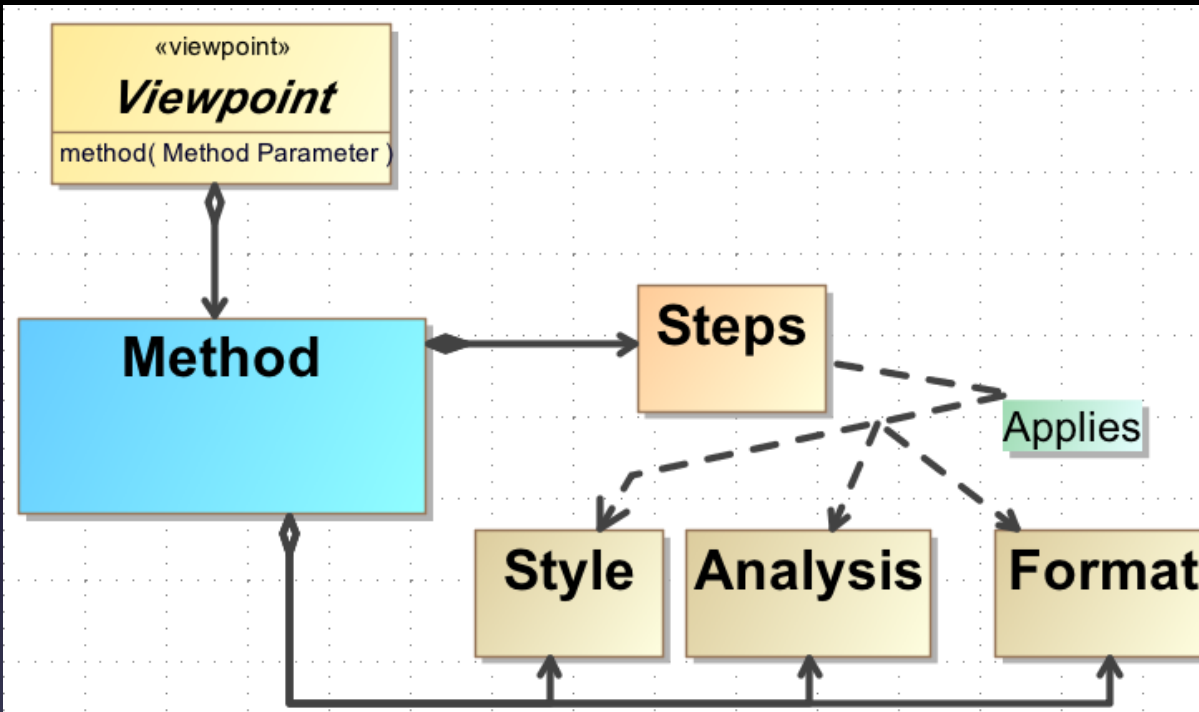 «viewpoint»
Viewpoint
method( Method Parameter )
Method
Steps
Applies
Style
Analysis
Format